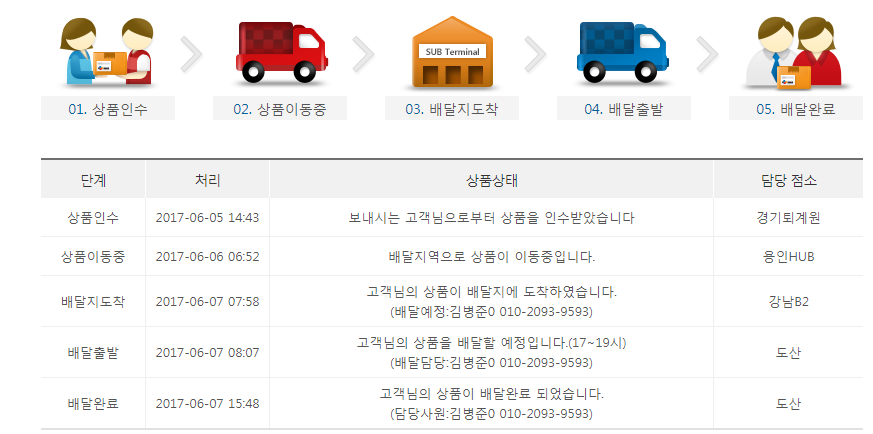 SUB Terminal
01. 상품인수
02. 상품이동중
03. 배달지도착
04. 배달출발
05. 배달완료
단계 처리 상품상태 담당 점소
상품인수 2017-06-05 14:43 보내시는 고객님으로부터 상품을 인수받았습니다 경기퇴계원
상품이동중 2017-06-06 06:52 배달지역으로 상품이 이동중입니다. 용인HUB
배달지도착 2017-06-07 07:58 고객님의 상품이 배달지에 도착하였습니다. 강남B2
(배달예정:김병준0 010-2093-9593)
배달출발 2017-06-07 08:07 고객님의 상품을 배달할 예정입니다.(17~19시) 도산
(배달담당:김병준0 010-2093-9593)
배달완료 2017-06-07 15:48 고객님의 상품이 배달완료 되었습니다. 도산
(담당사원:김병준0 010-2093-9593)